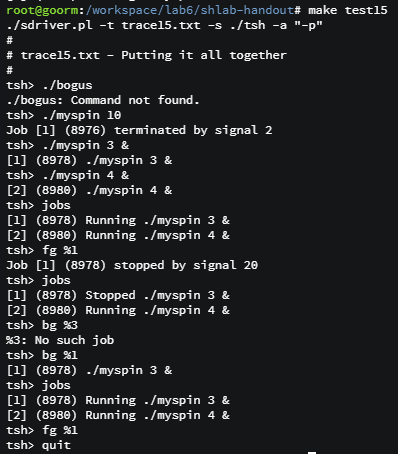 root@goorm:/workspace/lab6/shlab-handout# make test15
./sdriver.pl -t trace15.txt -s ./tsh -a "-p"
#
# trace15.txt - Putting it all together
#
tsh> ./bogus
./bogus: Command not found.
tsh> ./myspin 10
Job [1] (8976) terminated by signal 2
tsh> ./myspin 3 &
[1] (8978) ./myspin 3 &
tsh> ./myspin 4 &
[2] (8980) ./myspin 4 &
tsh> jobs
[1] (8978) Running ./myspin 3 &
[2] (8980) Running ./myspin 4 &
tsh> fg %1
Job [1] (8978) stopped by signal 20
tsh> jobs
[1] (8978) Stopped ./myspin 3 &
[2] (8980) Running ./myspin 4 &
tsh> bg %3
%3: No such job
tsh> bg %1
[1] (8978) ./myspin 3 &
tsh> jobs
[1] (8978) Running ./myspin 3 &
[2] (8980) Running ./myspin 4 &
tsh> fg %1
tsh> quit